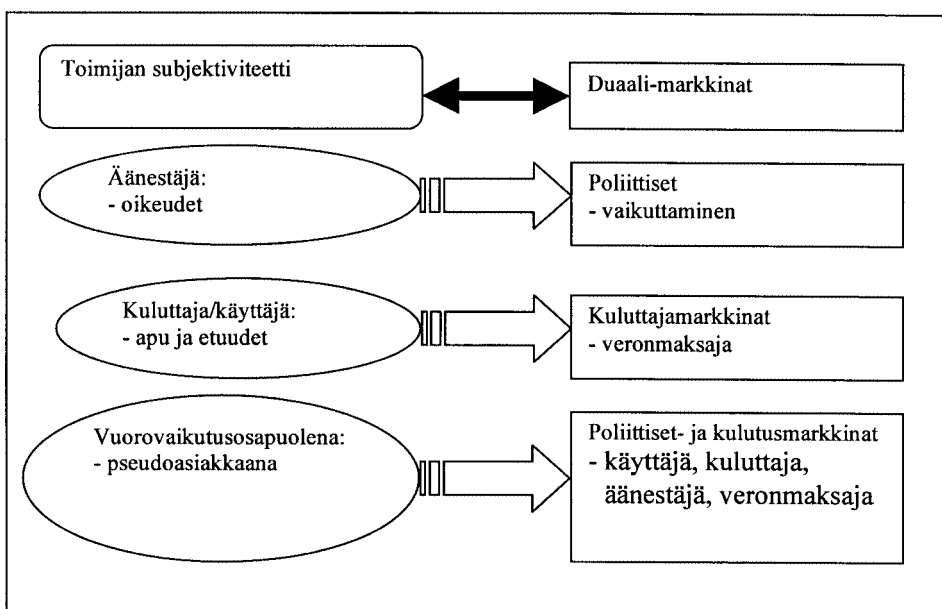 Toimijan subjektiviteetti
Duaali-markkinat
Äänestäjä:
- oikeudet
Poliittiset
- vaikuttaminen
Kuluttaja/käyttäjä:
- apu ja etuudet
Kuluttajamarkkinat
- veronmaksaja
Vuorovaikutusosapuolena:
- pseudoasiakkaana
Poliittiset- ja kulutusmarkkinat
- käyttäjä, kuluttaja,
äänestäjä, veronmaksaja